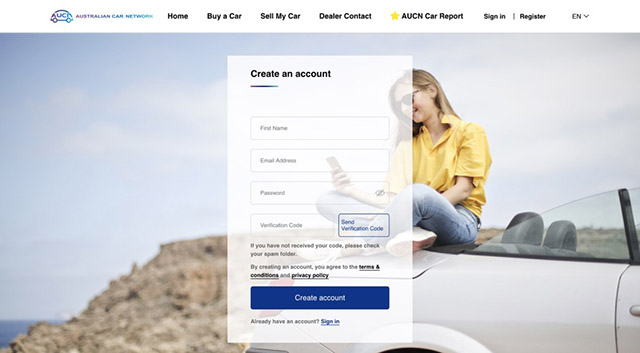 AUCN AUSTRALIAN CAR NETWORK
Home Buy a Car Sell My Car Dealer Contact AUCN Car Report Sign in | Register EN
Create an account
First Name
Email Address
Password
Verification Code
Send
Verification Code
If you have not received your code, please check
your spam folder.
By creating an account, you agree to the terms &
conditions and privacy policy
Create account
Already have an account? Sign in